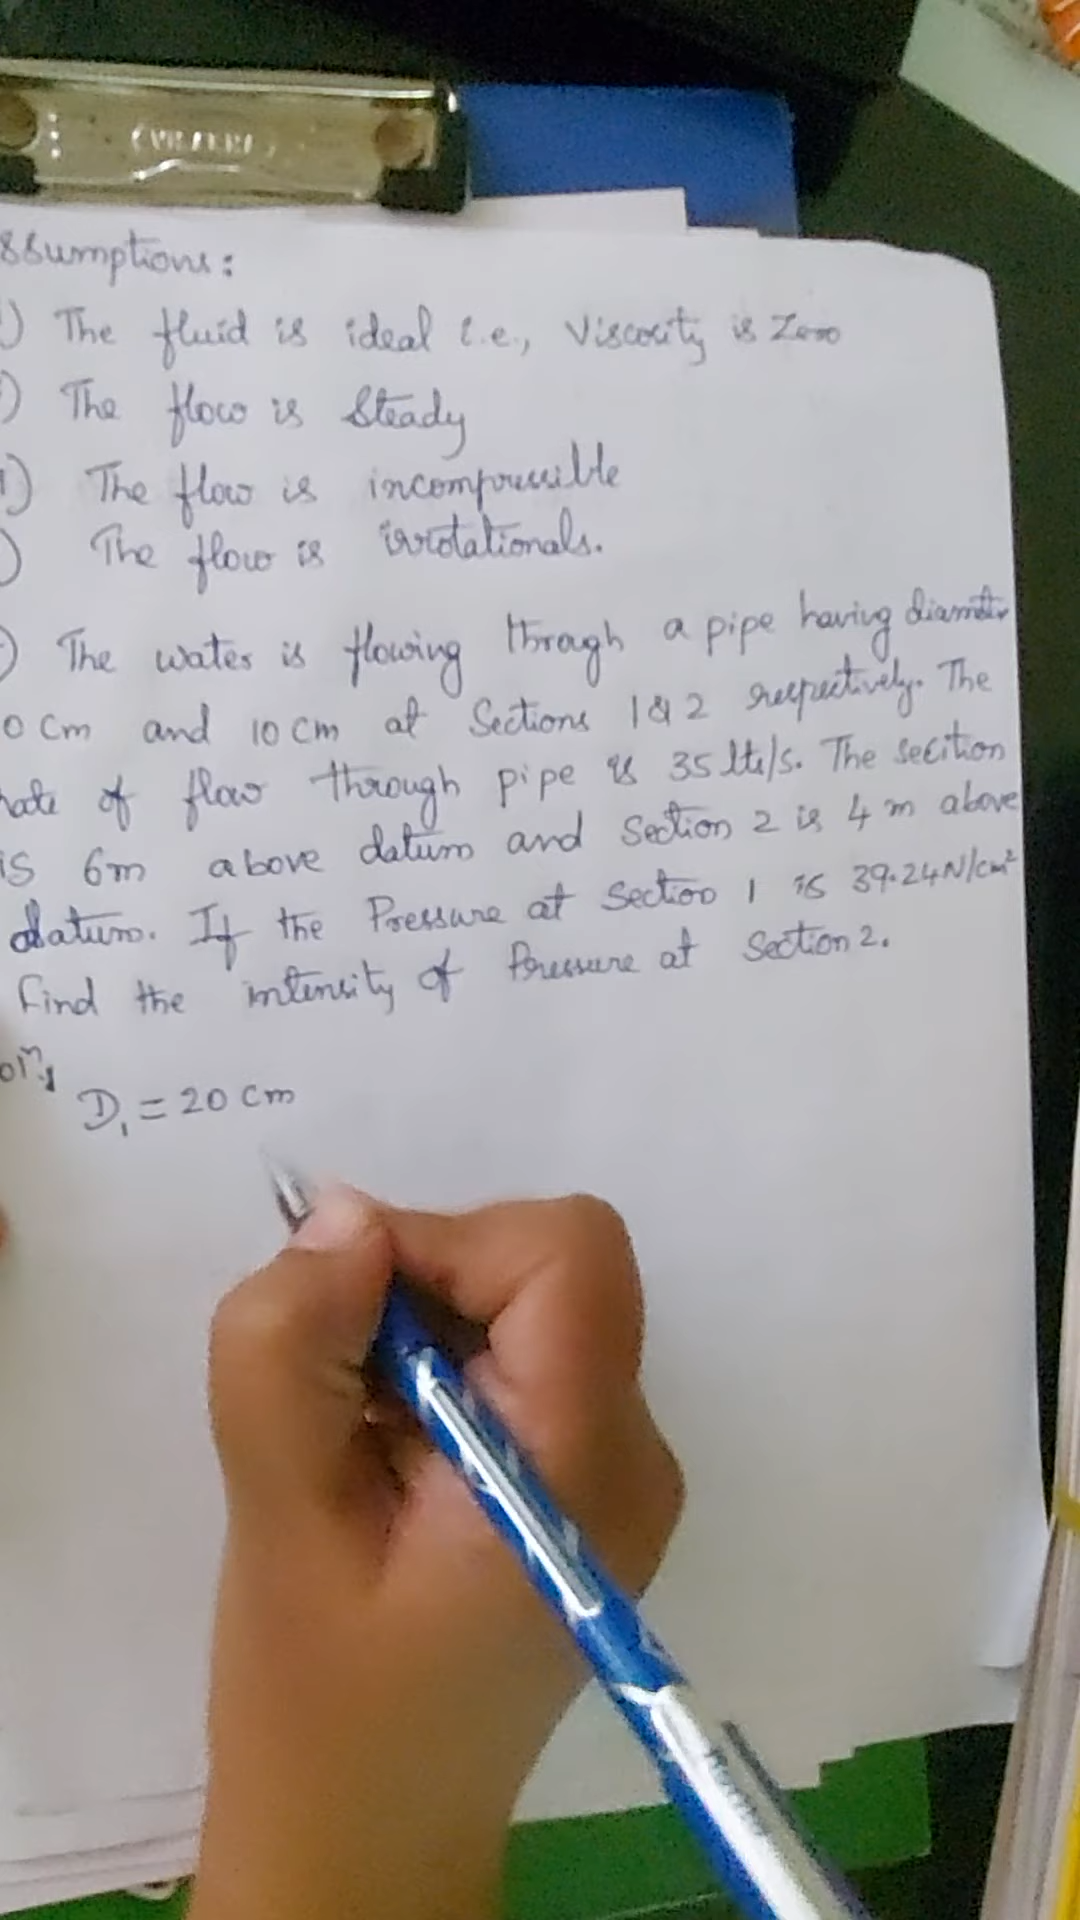 ssumptions:
) The fluid is ideal i.e., Viscosity is Zero
) The flow is Steady
) The flow is incompressible
) The flow is irrotationals.
) The water is flowing throagh a pipe having diameter
0 Cm and 10 Cm at Sections 1 & 2 respectively. The
rate of flow through pipe is 35 lts/s. The secition
is 6m above datum and Section 2 is 4 m above
datum. If the Pressure at Section 1 is 39.24N/cm²
Find the intensity of Pressure at Section 2.
ol^n:
D₁ = 20 cm